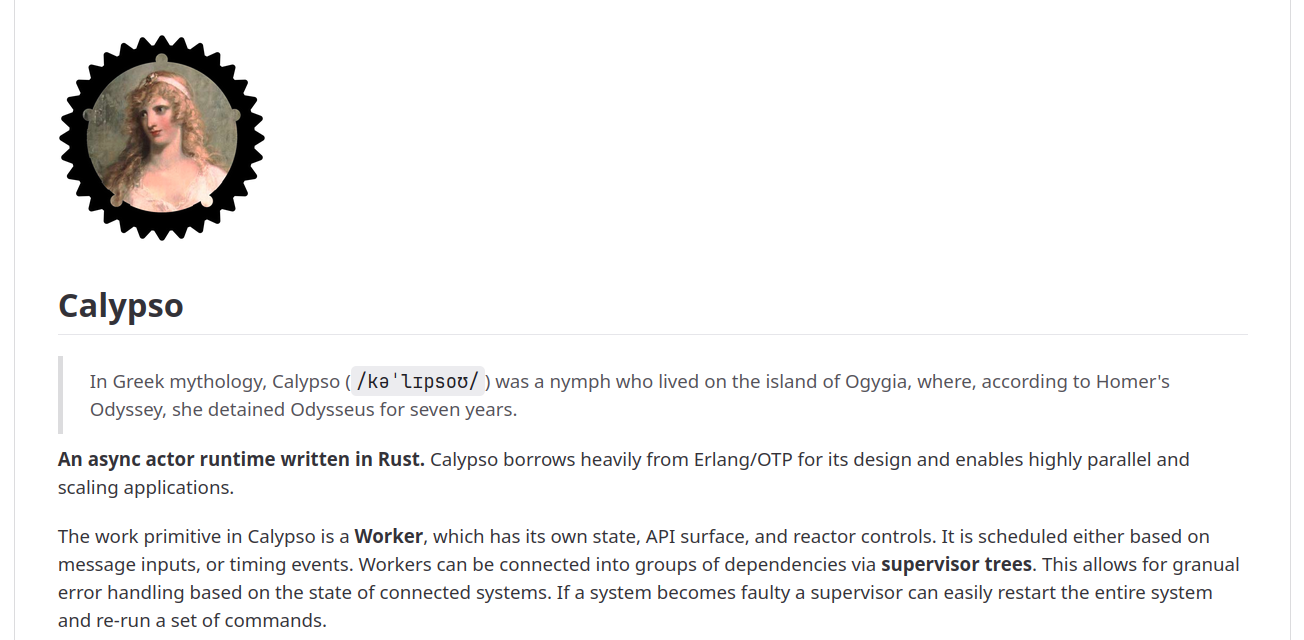 Calypso
In Greek mythology, Calypso (/kəˈlɪpsoʊ/) was a nymph who lived on the island of Ogygia, where, according to Homer's
Odyssey, she detained Odysseus for seven years.
An async actor runtime written in Rust. Calypso borrows heavily from Erlang/OTP for its design and enables highly parallel and
scaling applications.
The work primitive in Calypso is a Worker, which has its own state, API surface, and reactor controls. It is scheduled either based on
message inputs, or timing events. Workers can be connected into groups of dependencies via supervisor trees. This allows for granual
error handling based on the state of connected systems. If a system becomes faulty a supervisor can easily restart the entire system
and re-run a set of commands.